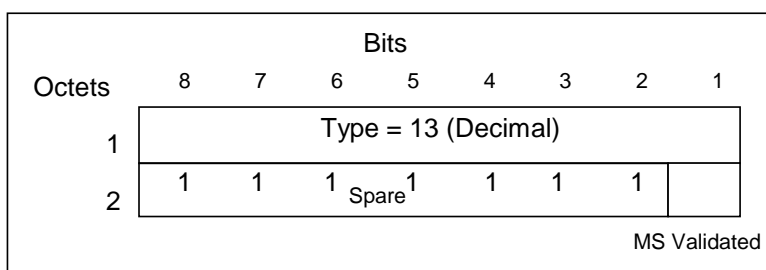 Bits
Octets 8 7 6 5 4 3 2 1
1 Type = 13 (Decimal)
2 1 1 1 Spare 1 1 1 1
MS Validated